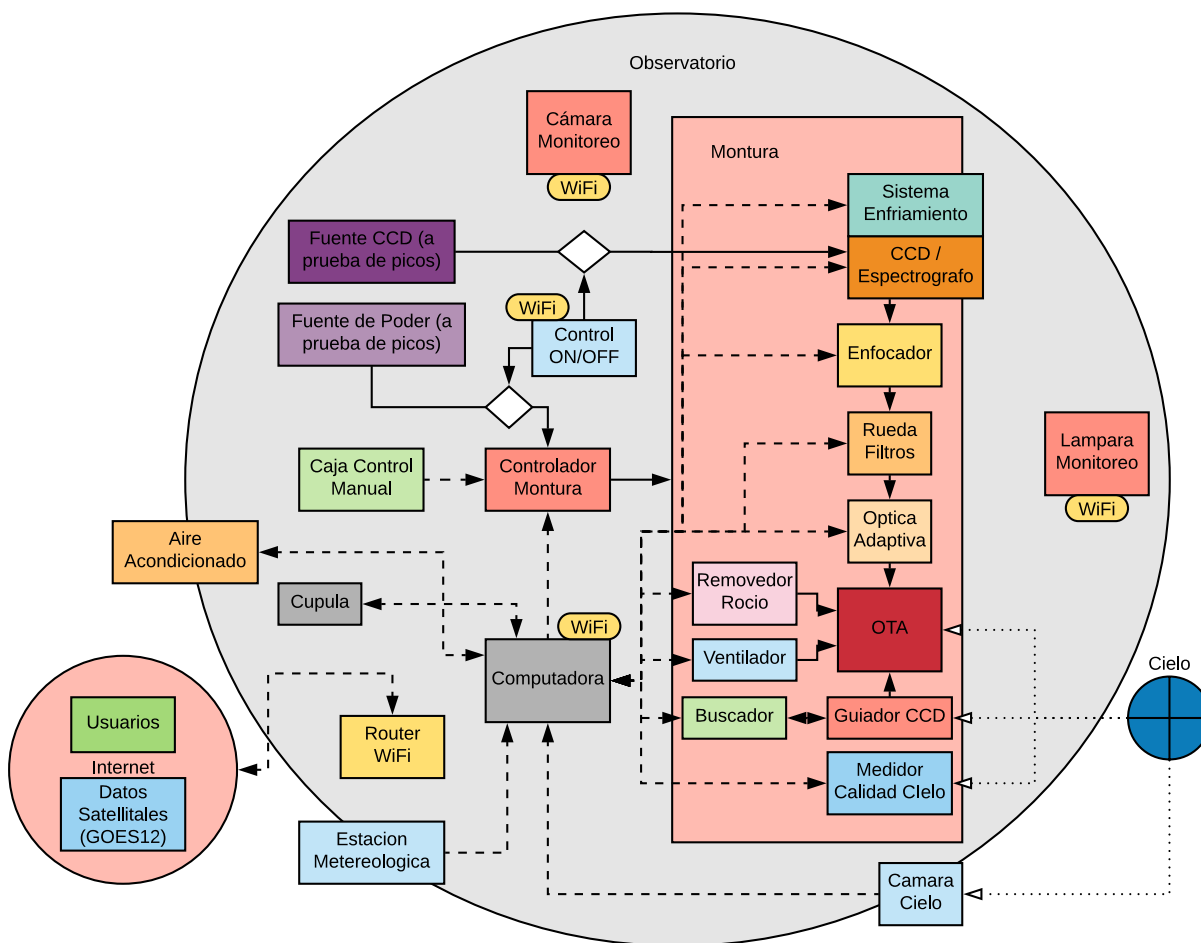 Observatorio
Cámara
Monitoreo
WiFi
Montura
Sistema
Enfriamiento
Fuente CCD (a
prueba de picos)
CCD /
Espectrografo
WiFi
Fuente de Poder (a
prueba de picos)
Control
ON/OFF
Enfocador
Rueda
Filtros
Lampara
Monitoreo
WiFi
Caja Control
Manual
Controlador
Montura
Optica
Adaptiva
Aire
Acondicionado
Removedor
Rocio
Cupula
OTA
WiFi
Ventilador
Computadora
Cielo
Usuarios
Buscador
Guiador CCD
Router
WiFi
Internet
Datos
Satellitales
(GOES12)
Medidor
Calidad CIelo
Estacion
Metereologica
Camara
Cielo